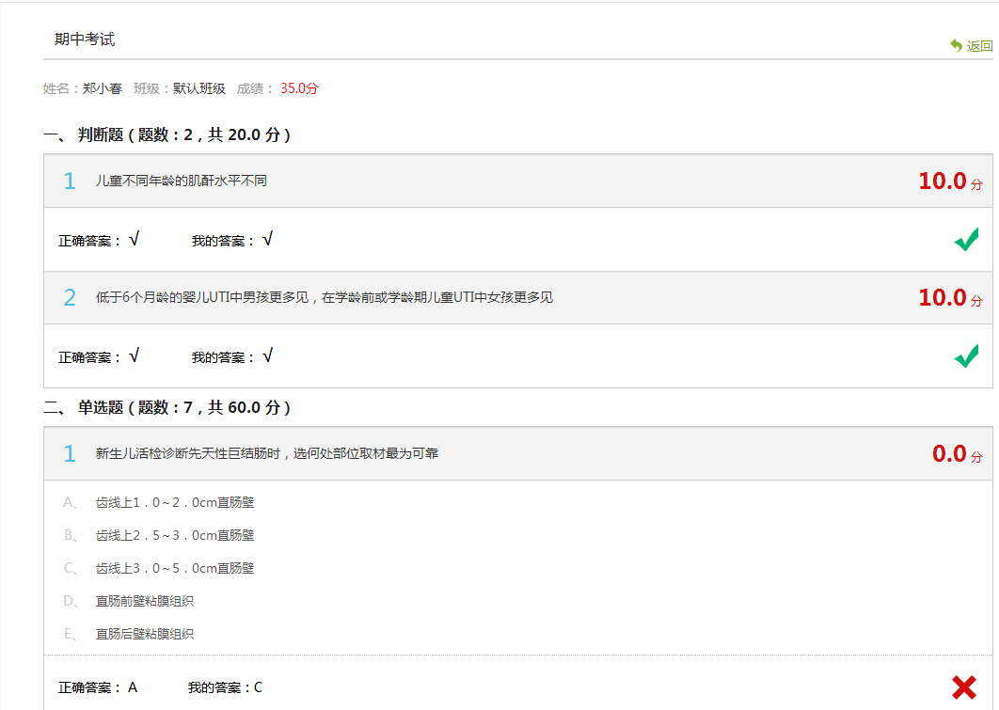 期中考试
返回
姓名：郑小春 班级：默认班级 成绩： 35.0分
一、 判断题 ( 题数：2，共 20.0 分 )
1 儿童不同年龄的肌酐水平不同 10.0 分
正确答案： √ 我的答案： √
2 低于6个月龄的婴儿UTI中男孩更多见，在学龄前或学龄期儿童UTI中女孩更多见 10.0 分
正确答案： √ 我的答案： √
二、 单选题 ( 题数：7，共 60.0 分 )
1 新生儿活检诊断先天性巨结肠时，选何处部位取材最为可靠 0.0 分
A、 齿线上1．0～2．0cm直肠壁
B、 齿线上2．5～3．0cm直肠壁
C、 齿线上3．0～5．0cm直肠壁
D、 直肠前壁粘膜组织
E、 直肠后壁粘膜组织
正确答案： A 我的答案：C